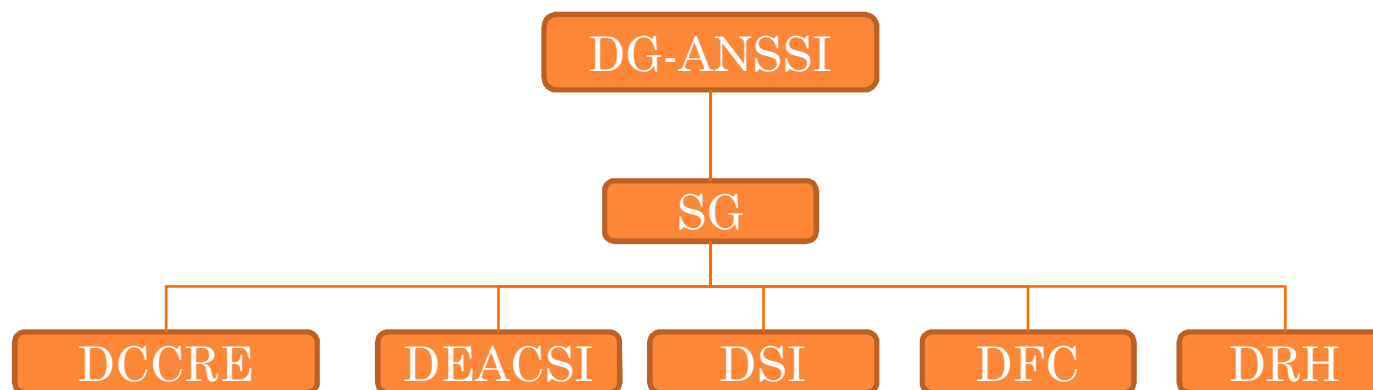 DG-ANSSI
SG
DCCRE
DEACSI
DSI
DFC
DRH